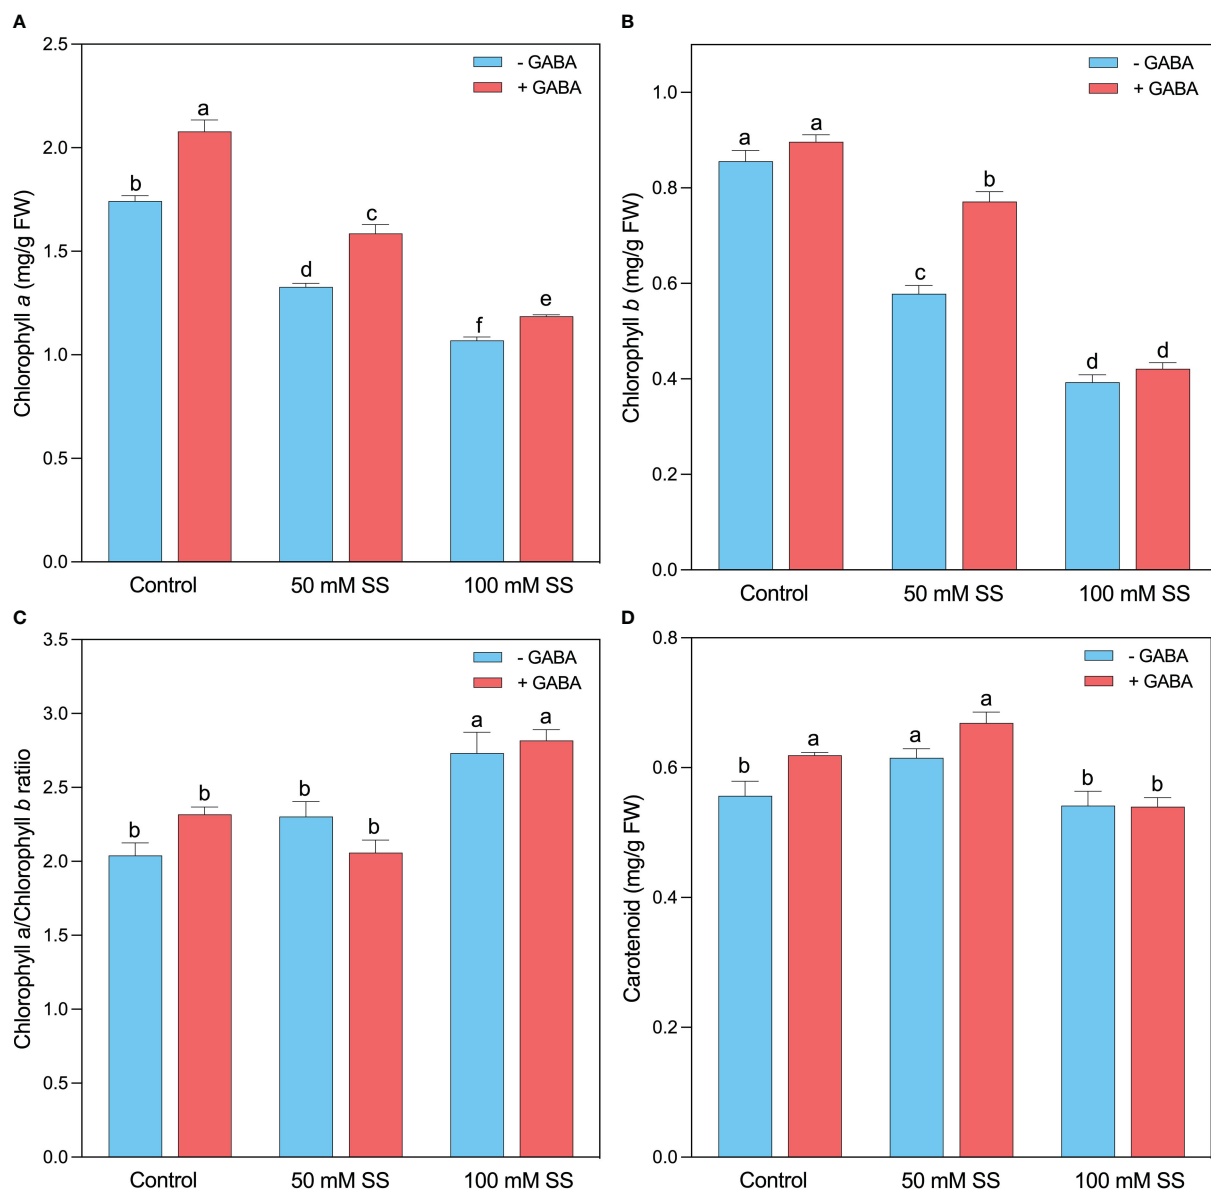 A
Chlorophyll a (mg/g FW)
2.5
2.0
1.5
1.0
0.5
0.0
- GABA
+ GABA
b
a
d
c
f
e
Control
50 mM SS
100 mM SS
B
Chlorophyll b (mg/g FW)
1.0
0.8
0.6
0.4
0.2
0.0
- GABA
+ GABA
a
a
c
b
d
d
Control
50 mM SS
100 mM SS
C
Chlorophyll a/Chlorophyll b ratiio
3.5
3.0
2.5
2.0
1.5
1.0
0.5
0.0
- GABA
+ GABA
b
b
b
b
a
a
Control
50 mM SS
100 mM SS
D
Carotenoid (mg/g FW)
0.8
0.6
0.4
0.2
0.0
- GABA
+ GABA
b
a
a
a
b
b
Control
50 mM SS
100 mM SS